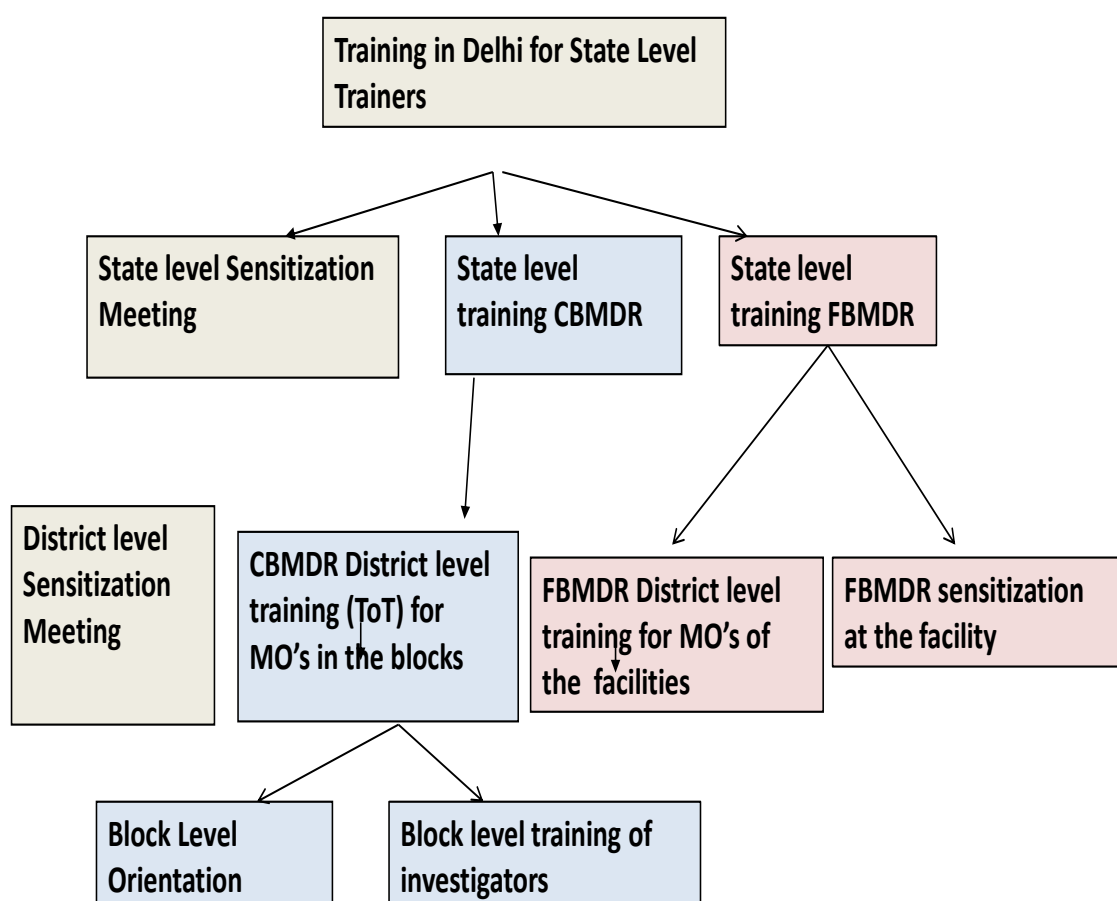 Training in Delhi for State Level
Trainers
State level Sensitization
Meeting
State level
training CBMDR
State level
training FBMDR
District level
Sensitization
Meeting
CBMDR District level
training (ToT) for
MO's in the blocks
FBMDR District level
training for MO's of
the facilities
FBMDR sensitization
at the facility
Block Level
Orientation
Block level training of
investigators